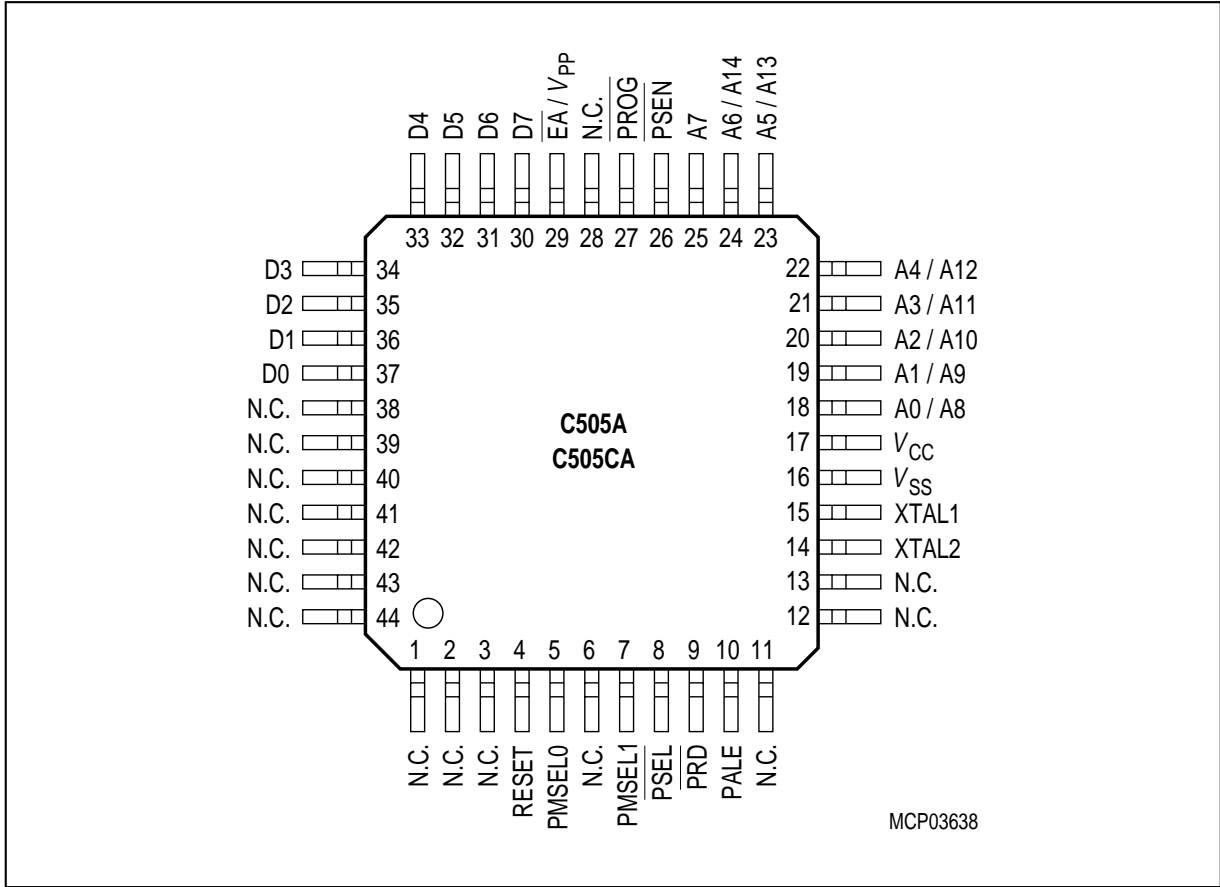 D4
D5
D6
D7
EA / VPP
N.C.
PROG
PSEN
A7
A6 / A14
A5 / A13
33 32 31 30 29 28 27 26 25 24 23
D3 34
D2 35
D1 36
D0 37
N.C. 38
N.C. 39
N.C. 40
N.C. 41
N.C. 42
N.C. 43
N.C. 44
C505A
C505CA
22 A4 / A12
21 A3 / A11
20 A2 / A10
19 A1 / A9
18 A0 / A8
17 VCC
16 VSS
15 XTAL1
14 XTAL2
13 N.C.
12 N.C.
1 2 3 4 5 6 7 8 9 10 11
N.C.
N.C.
N.C.
RESET
PMSEL0
N.C.
PMSEL1
PSEL
PRD
PALE
N.C.
MCP03638